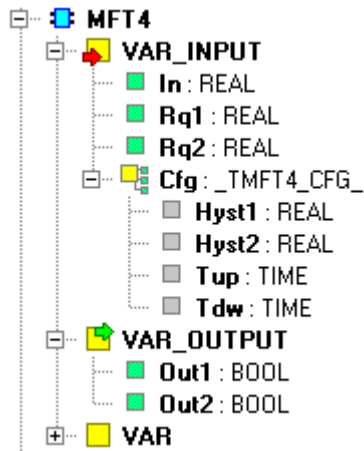 MFT4
VAR_INPUT
In : REAL
Rq1 : REAL
Rq2 : REAL
Cfg : _TMFT4_CFG_
Hyst1 : REAL
Hyst2 : REAL
Tup : TIME
Tdw : TIME
VAR_OUTPUT
Out1 : BOOL
Out2 : BOOL
VAR